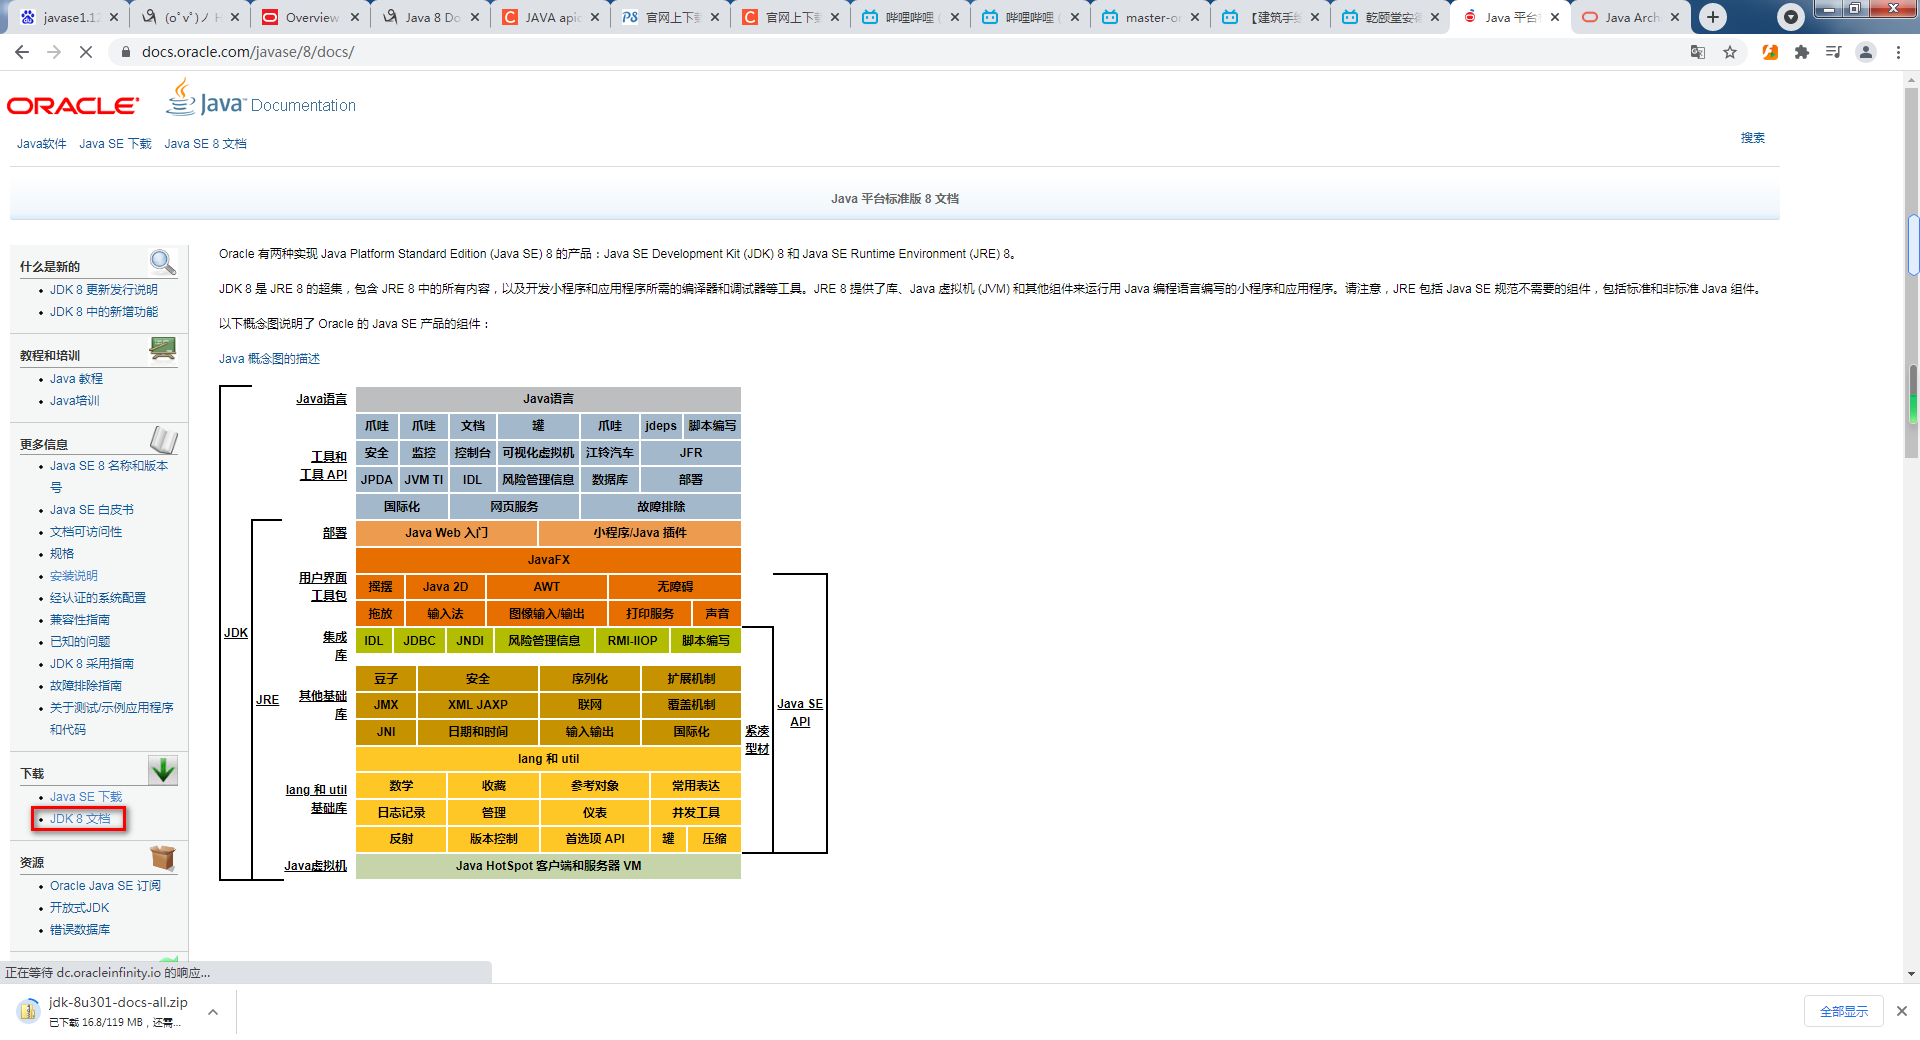 javase1.12
(oﾟvﾟ)ノ H
Overview
Java 8 Do
JAVA apic
官网上下载
官网上下载
哔哩哔哩 (
哔哩哔哩 (
master-or
【建筑手绘
乾颐堂安德
Java 平台标
Java Arch
docs.oracle.com/javase/8/docs/
ORACLE Java™ Documentation
Java软件 Java SE 下载 Java SE 8 文档
搜索
Java 平台标准版 8 文档
什么是新的
JDK 8 更新发行说明
JDK 8 中的新增功能
教程和培训
Java 教程
Java培训
更多信息
Java SE 8 名称和版本
号
Java SE 白皮书
文档可访问性
规格
安装说明
经认证的系统配置
兼容性指南
已知的问题
JDK 8 采用指南
故障排除指南
关于测试/示例应用程序
和代码
下载
Java SE 下载
JDK 8 文档
资源
Oracle Java SE 订阅
开放式JDK
错误数据库
Oracle 有两种实现 Java Platform Standard Edition (Java SE) 8 的产品：Java SE Development Kit (JDK) 8 和 Java SE Runtime Environment (JRE) 8。
JDK 8 是 JRE 8 的超集，包含 JRE 8 中的所有内容，以及开发小程序和应用程序所需的编译器和调试器等工具。JRE 8 提供了库、Java 虚拟机 (JVM) 和其他组件来运行用 Java 编程语言编写的小程序和应用程序。请注意，JRE 包括 Java SE 规范不需要的组件，包括标准和非标准 Java 组件。
以下概念图说明了 Oracle 的 Java SE 产品的组件：
Java 概念图的描述
Java语言 Java语言
爪哇 爪哇 文档 罐 爪哇 jdeps 脚本编写
工具和
工具 API
安全 监控 控制台 可视化虚拟机 江铃汽车 JFR
JPDA JVM TI IDL 风险管理信息 数据库 部署
国际化 网页服务 故障排除
部署 Java Web 入门 小程序/Java 插件
JavaFX
用户界面
工具包
摇摆 Java 2D AWT 无障碍
拖放 输入法 图像输入/输出 打印服务 声音
集成
库
IDL JDBC JNDI 风险管理信息 RMI-IIOP 脚本编写
JDK
JRE
其他基础
库
豆子 安全 序列化 扩展机制
JMX XML JAXP 联网 覆盖机制
JNI 日期和时间 输入输出 国际化
Java SE
API
紧凑
型材
lang 和 util
lang 和 util
基础库
数学 收藏 参考对象 常用表达
日志记录 管理 仪表 并发工具
反射 版本控制 首选项 API 罐 压缩
Java虚拟机 Java HotSpot 客户端和服务器 VM
正在等待 dc.oracleinfinity.io 的响应...
jdk-8u301-docs-all.zip
已下载 16.8/119 MB，还需...
全部显示